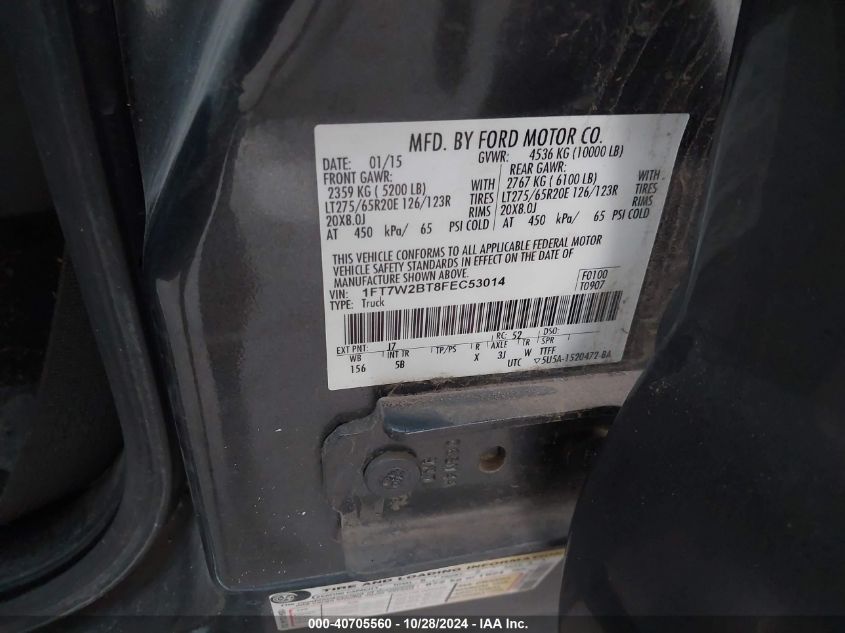 MFD. BY FORD MOTOR CO.
DATE: 01/15 GVWR: 4536 KG (10000 LB)
FRONT GAWR: REAR GAWR:
2359 KG ( 5200 LB) WITH 2767 KG ( 6100 LB) WITH
LT275/65R20E 126/123R TIRES LT275/65R20E 126/123R TIRES
20X8.0J RIMS 20X8.0J RIMS
AT 450 kPa/ 65 PSI COLD AT 450 kPa/ 65 PSI COLD
THIS VEHICLE CONFORMS TO ALL APPLICABLE FEDERAL MOTOR
VEHICLE SAFETY STANDARDS IN EFFECT ON THE DATE OF
MANUFACTURE SHOWN ABOVE.
VIN: 1FT7W2BT8FEC53014 F0100
TYPE: Truck T0907
EXT PNT: J7 RC: 52 DSO:
WB INT TR TP/PS R AXLE TR SPR
156 5B X 3J W TTFF
UTC ▽5U5A-1520472-BA
TIRE AND LOADING INFORMATION
000-40705560 - 10/28/2024 - IAA Inc.